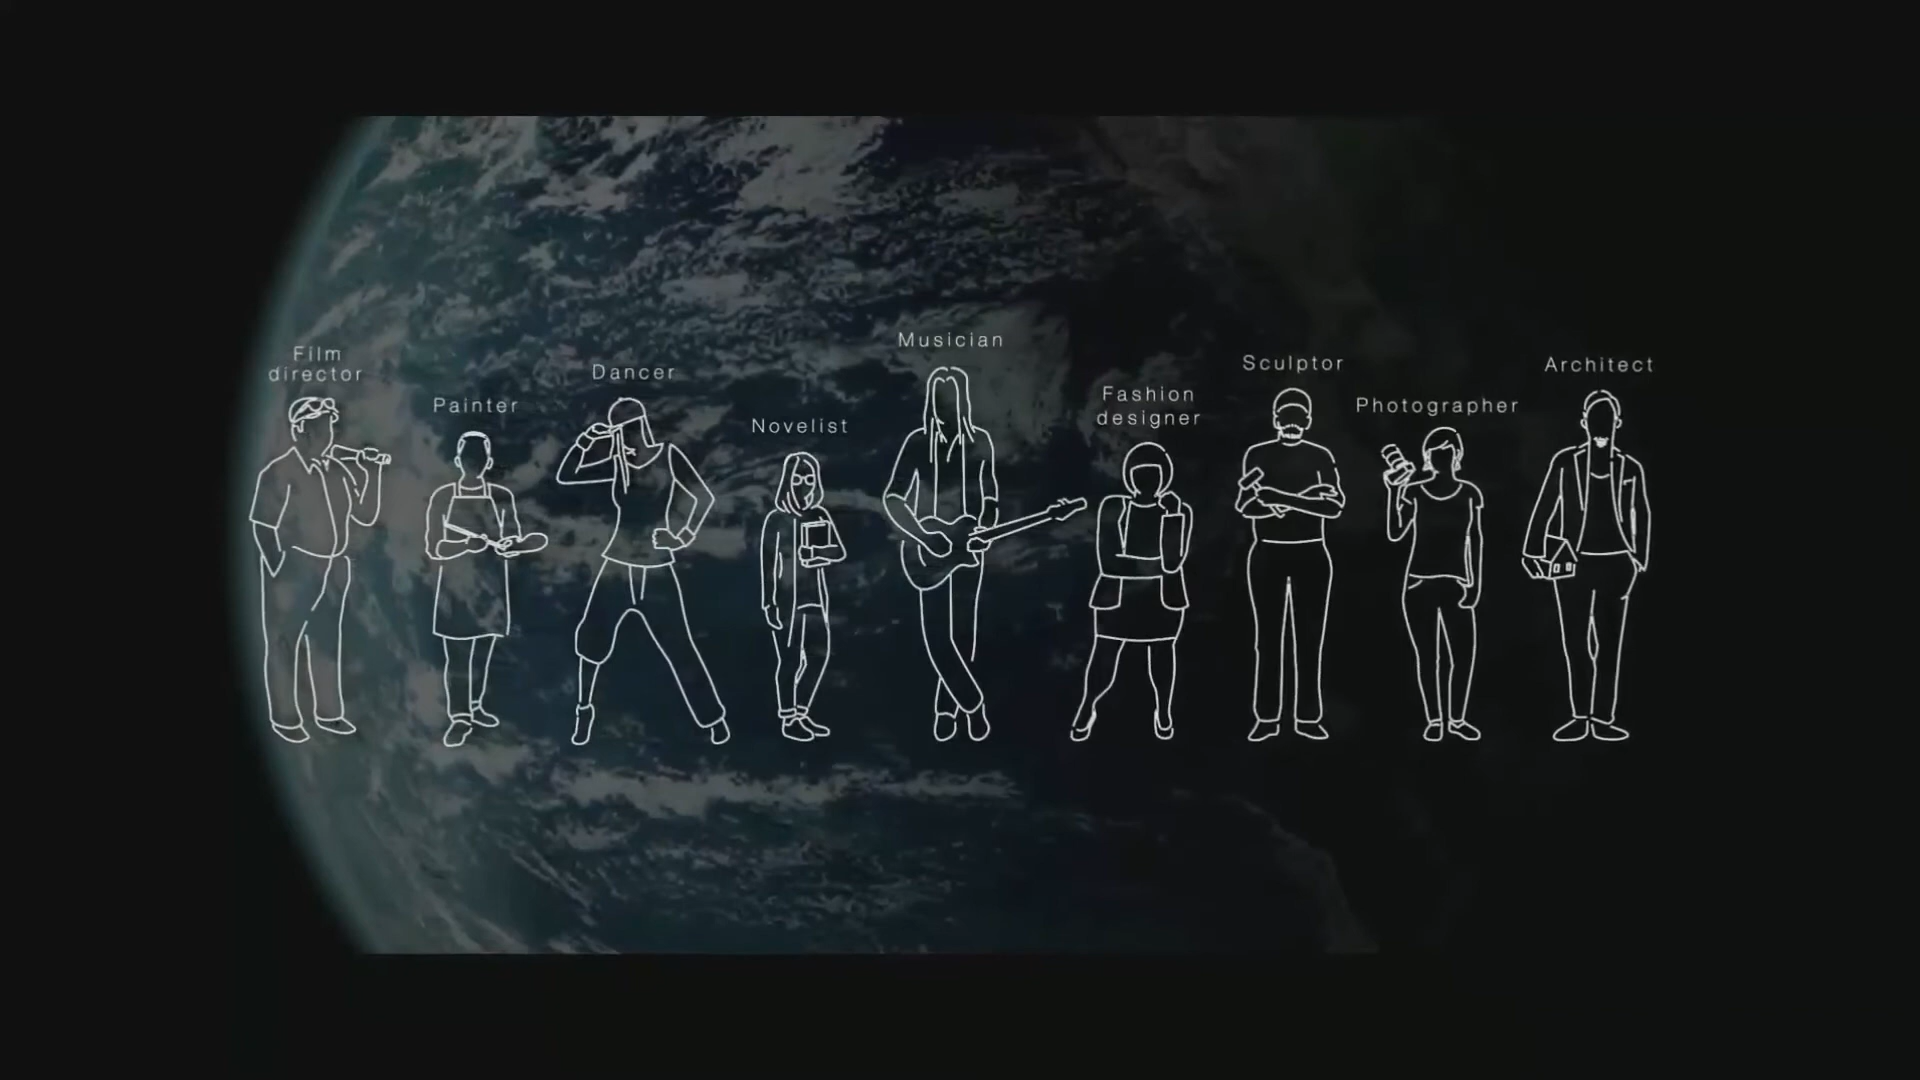 Film
director
Painter
Dancer
Novelist
Musician
Fashion
designer
Sculptor
Photographer
Architect